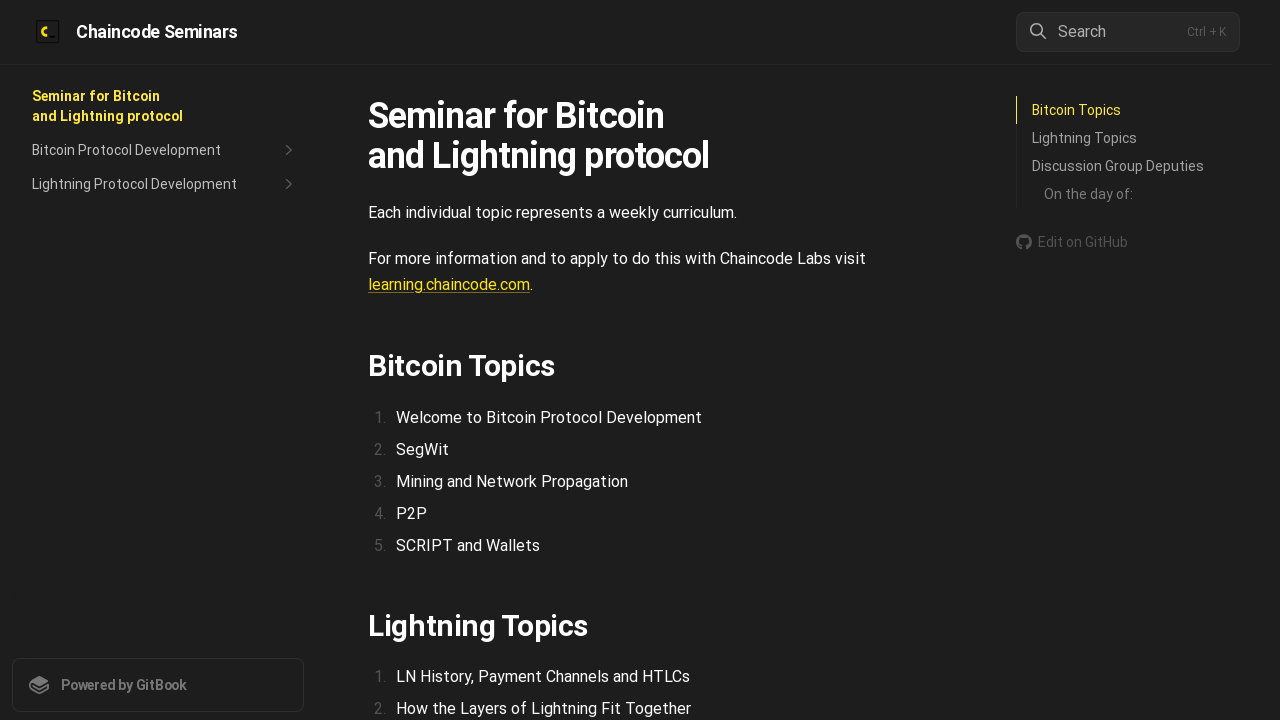 Chaincode Seminars
Search
Ctrl + K
Seminar for Bitcoin
and Lightning protocol
Bitcoin Protocol Development
Lightning Protocol Development
Powered by GitBook
Seminar for Bitcoin
and Lightning protocol
Each individual topic represents a weekly curriculum.
For more information and to apply to do this with Chaincode Labs visit
learning.chaincode.com.
Bitcoin Topics
1. Welcome to Bitcoin Protocol Development
2. SegWit
3. Mining and Network Propagation
4. P2P
5. SCRIPT and Wallets
Lightning Topics
1. LN History, Payment Channels and HTLCs
2. How the Layers of Lightning Fit Together
Bitcoin Topics
Lightning Topics
Discussion Group Deputies
On the day of:
Edit on GitHub